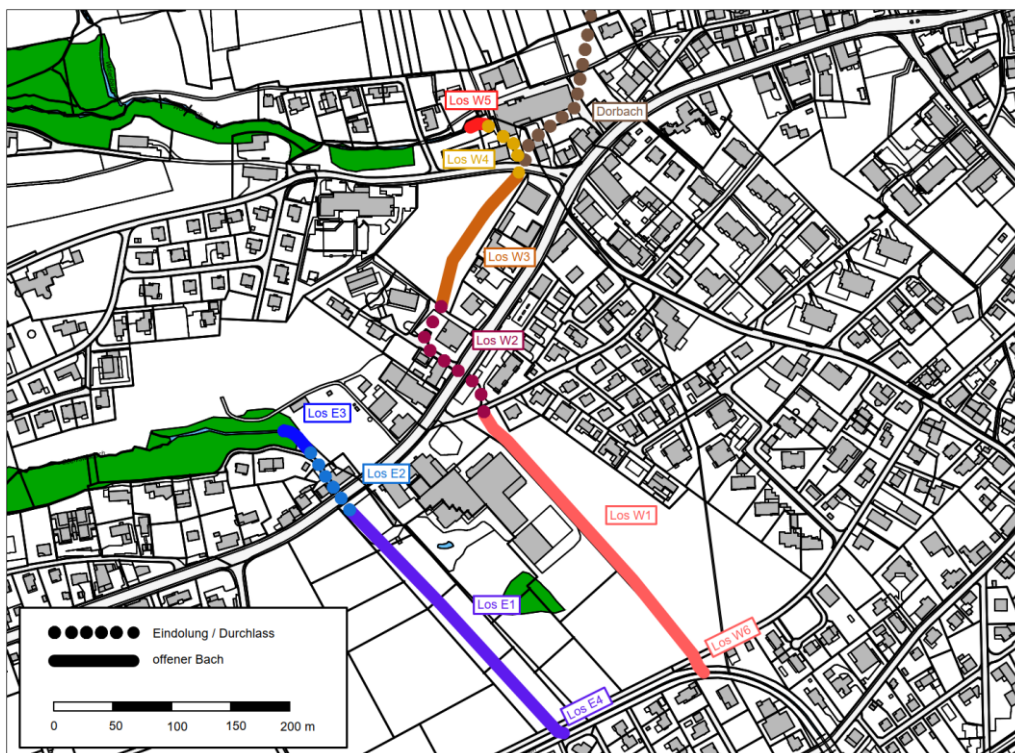 Los W5
Dorbach
Los W4
Los W3
Los W2
Los E3
Los E2
Los W1
Los E1
Los W6
Los E4
Eindolung / Durchlass
offener Bach
0 50 100 150 200 m